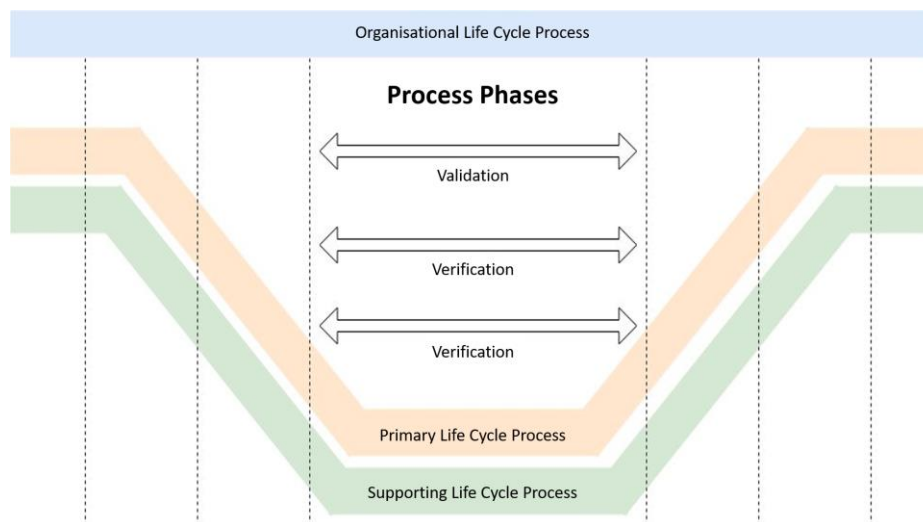 Organisational Life Cycle Process
Process Phases
Validation
Verification
Verification
Primary Life Cycle Process
Supporting Life Cycle Process